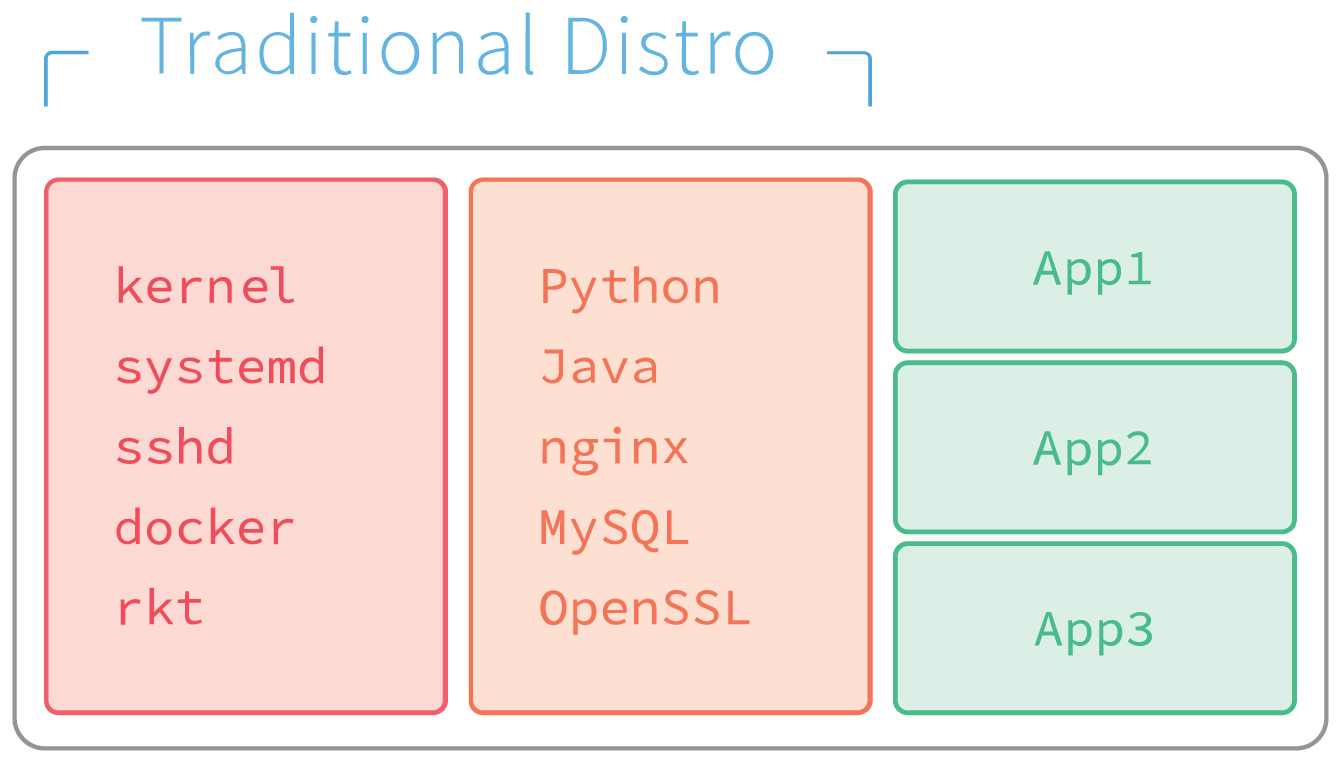 Traditional Distro
kernel
systemd
sshd
docker
rkt
Python
Java
nginx
MySQL
OpenSSL
App1
App2
App3